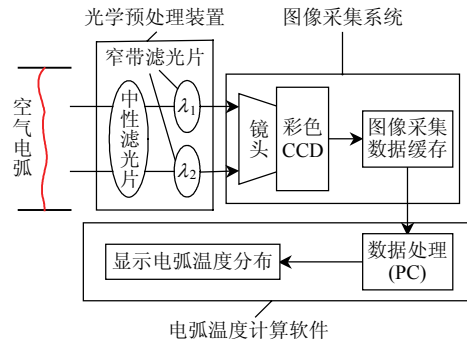 光学预处理装置
图像采集系统
窄带滤光片
空气电弧
中性滤光片
λ1
λ2
镜头
彩色
CCD
图像采集
数据缓存
数据处理
(PC)
显示电弧温度分布
电弧温度计算软件